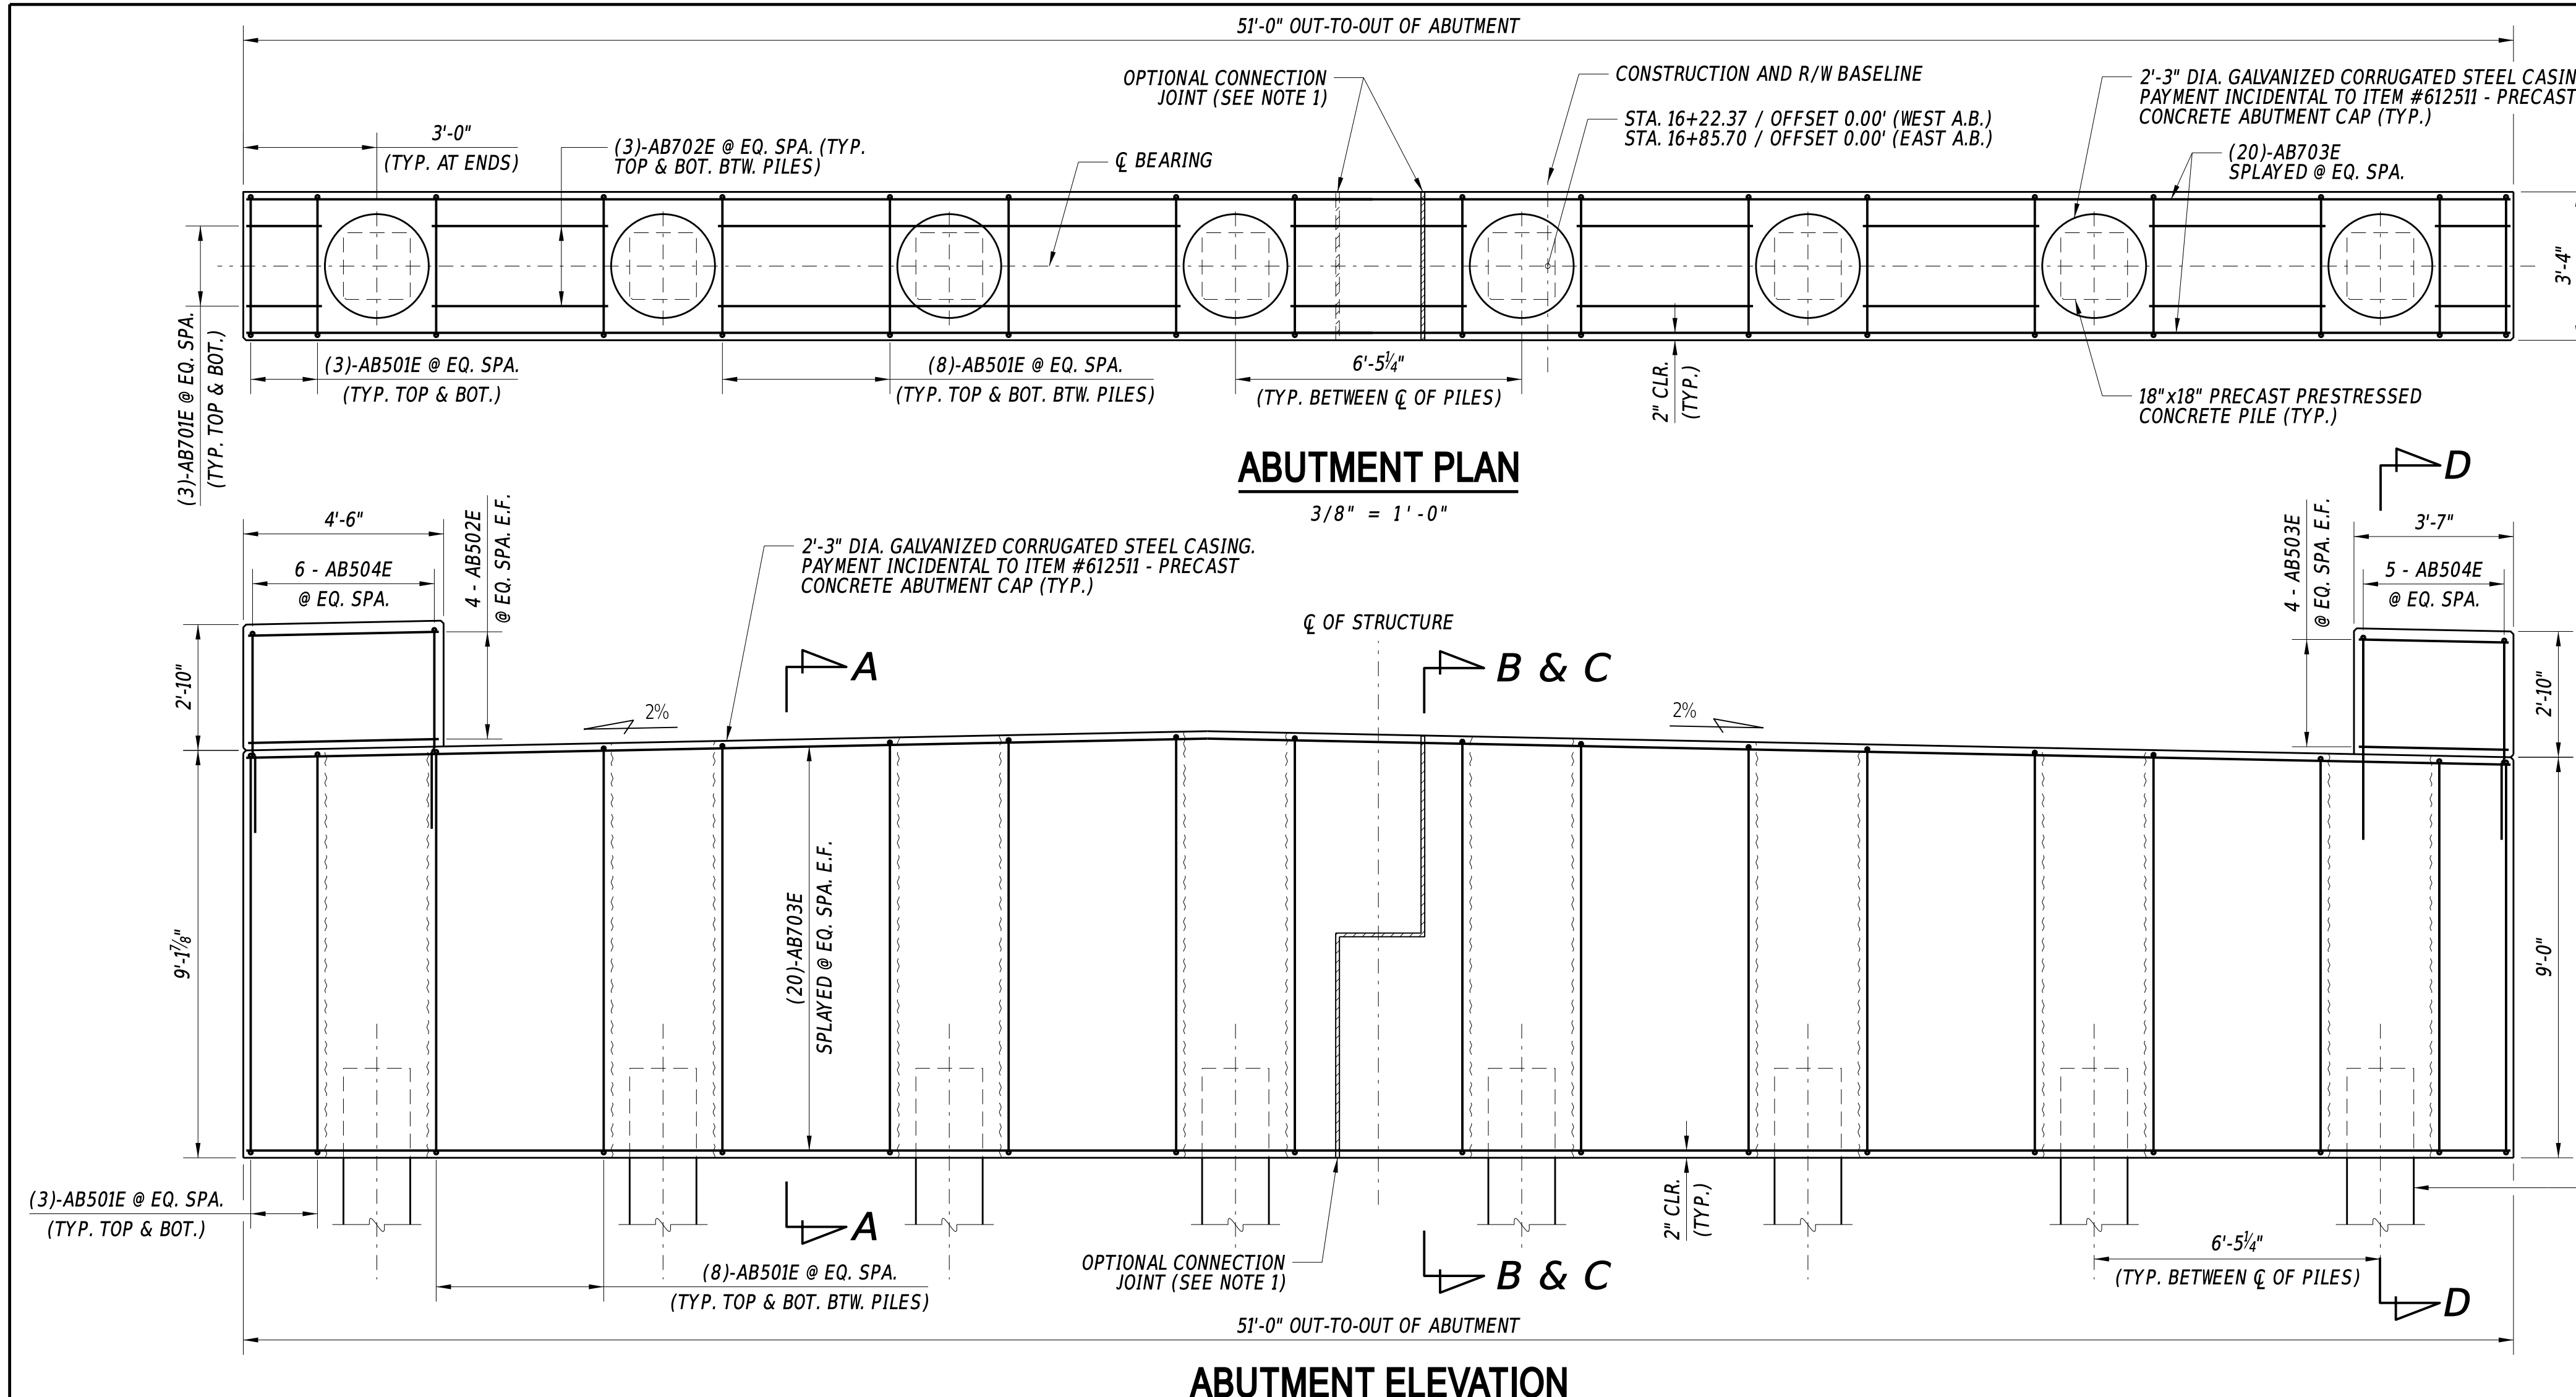 51'-0" OUT-TO-OUT OF ABUTMENT
OPTIONAL CONNECTION
JOINT (SEE NOTE 1)
CONSTRUCTION AND R/W BASELINE
2'-3" DIA. GALVANIZED CORRUGATED STEEL CASIN
PAYMENT INCIDENTAL TO ITEM #612511 - PRECAST
CONCRETE ABUTMENT CAP (TYP.)
STA. 16+22.37 / OFFSET 0.00' (WEST A.B.)
STA. 16+85.70 / OFFSET 0.00' (EAST A.B.)
3'-0"
(TYP. AT ENDS)
(3)-AB702E @ EQ. SPA. (TYP.
TOP & BOT. BTW. PILES)
℄ BEARING
(20)-AB703E
SPLAYED @ EQ. SPA.
3'-4"
(3)-AB701E @ EQ. SPA.
(TYP. TOP & BOT.)
(3)-AB501E @ EQ. SPA.
(TYP. TOP & BOT.)
(8)-AB501E @ EQ. SPA.
(TYP. TOP & BOT. BTW. PILES)
6'-5¼"
(TYP. BETWEEN ℄ OF PILES)
2" CLR.
(TYP.)
18"x18" PRECAST PRESTRESSED
CONCRETE PILE (TYP.)
ABUTMENT PLAN
3/8" = 1'-0"
D
4'-6"
6 - AB504E
@ EQ. SPA.
4 - AB502E
@ EQ. SPA. E.F.
2'-3" DIA. GALVANIZED CORRUGATED STEEL CASING.
PAYMENT INCIDENTAL TO ITEM #612511 - PRECAST
CONCRETE ABUTMENT CAP (TYP.)
℄ OF STRUCTURE
4 - AB503E
@ EQ. SPA. E.F.
3'-7"
5 - AB504E
@ EQ. SPA.
2'-10"
A
B & C
2%
2%
2'-10"
9'-1⅞"
(20)-AB703E
SPLAYED @ EQ. SPA. E.F.
9'-0"
(3)-AB501E @ EQ. SPA.
(TYP. TOP & BOT.)
A
(8)-AB501E @ EQ. SPA.
(TYP. TOP & BOT. BTW. PILES)
OPTIONAL CONNECTION
JOINT (SEE NOTE 1)
B & C
2" CLR.
(TYP.)
6'-5¼"
(TYP. BETWEEN ℄ OF PILES)
D
51'-0" OUT-TO-OUT OF ABUTMENT
ABUTMENT ELEVATION